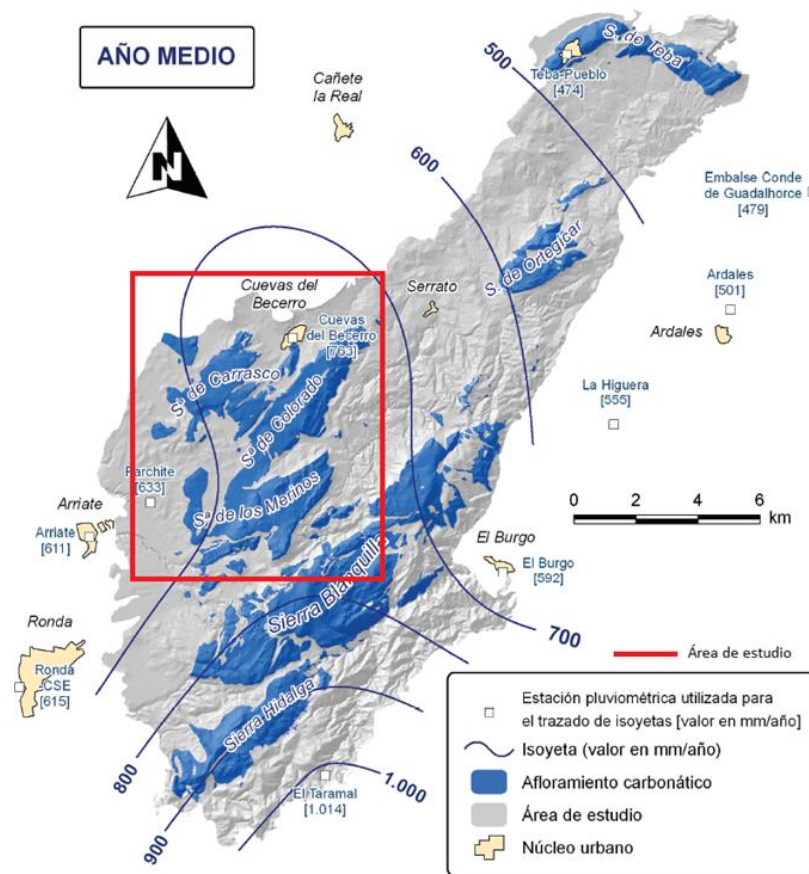 AÑO MEDIO
N
Cañete
la Real
500
S. de Teba
Teba-Pueblo
[474]
600
Embalse Conde
de Guadalhorce
[479]
S. de Ortegícar
Serrato
Ardales
[501]
Ardales
Cuevas del
Becerro
Cuevas
del Becerro
[763]
Sª de Carrasco
Sª de Colorado
La Higuera
[555]
Parchite
[633]
Sª de los Merinos
0 2 4 6
km
Arriate
Arriate
[611]
El Burgo
El Burgo
[592]
Sierra Blanquilla
Ronda
Ronda
CSE
[615]
700
Área de estudio
Sierra Hidalga
800
900
1.000
El Taramal
[1.014]
Estación pluviométrica utilizada para
el trazado de isoyetas [valor en mm/año]
Isoyeta (valor en mm/año)
Afloramiento carbonático
Área de estudio
Núcleo urbano